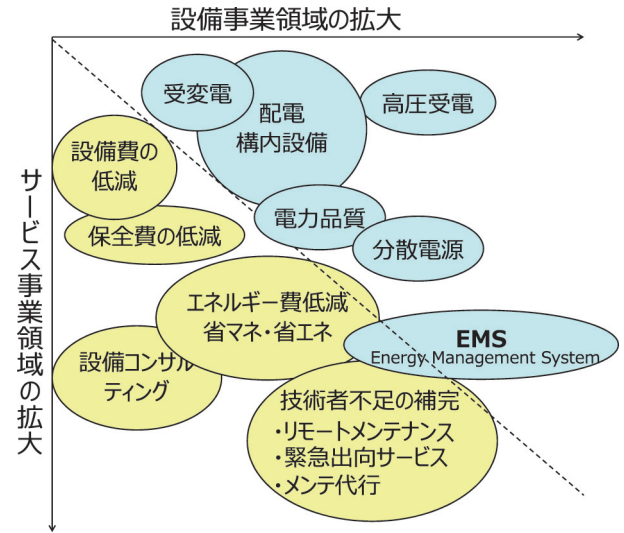 設備事業領域の拡大
サービス事業領域の拡大
受変電
配電
構内設備
高圧受電
設備費の
低減
保全費の低減
電力品質
分散電源
エネルギー費低減
省マネ・省エネ
EMS
Energy Management System
設備コンサル
ティング
技術者不足の補完
・リモートメンテナンス
・緊急出向サービス
・メンテ代行